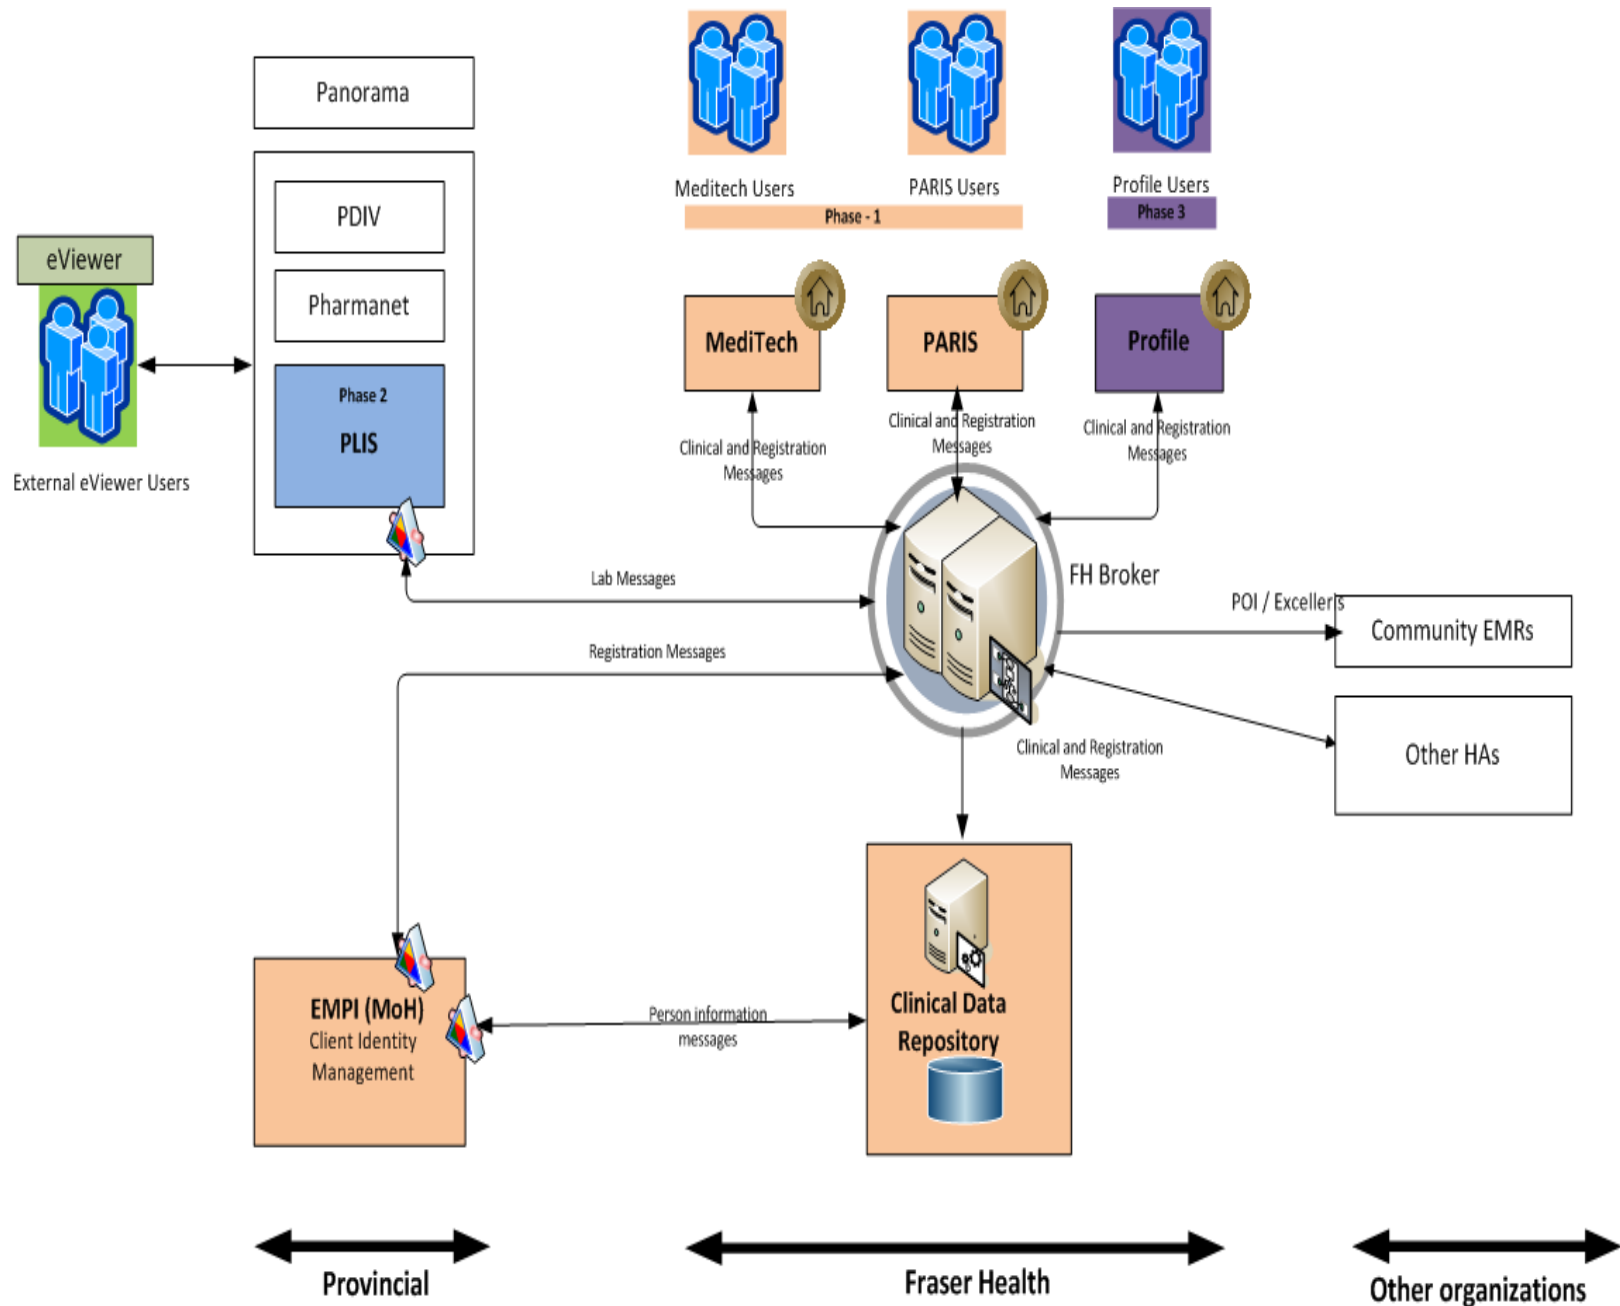 Panorama
PDIV
Pharmanet
Phase 2
PLIS
eViewer
External eViewer Users
Meditech Users
PARIS Users
Profile Users
Phase - 1
Phase 3
MediTech
PARIS
Profile
Clinical and Registration
Messages
Clinical and Registration
Messages
Clinical and Registration
Messages
Lab Messages
FH Broker
POI / Excelleris
Community EMRs
Registration Messages
Other HAs
Clinical and Registration
Messages
EMPI (MoH)
Client Identity
Management
Person information
messages
Clinical Data
Repository
Provincial
Fraser Health
Other organizations